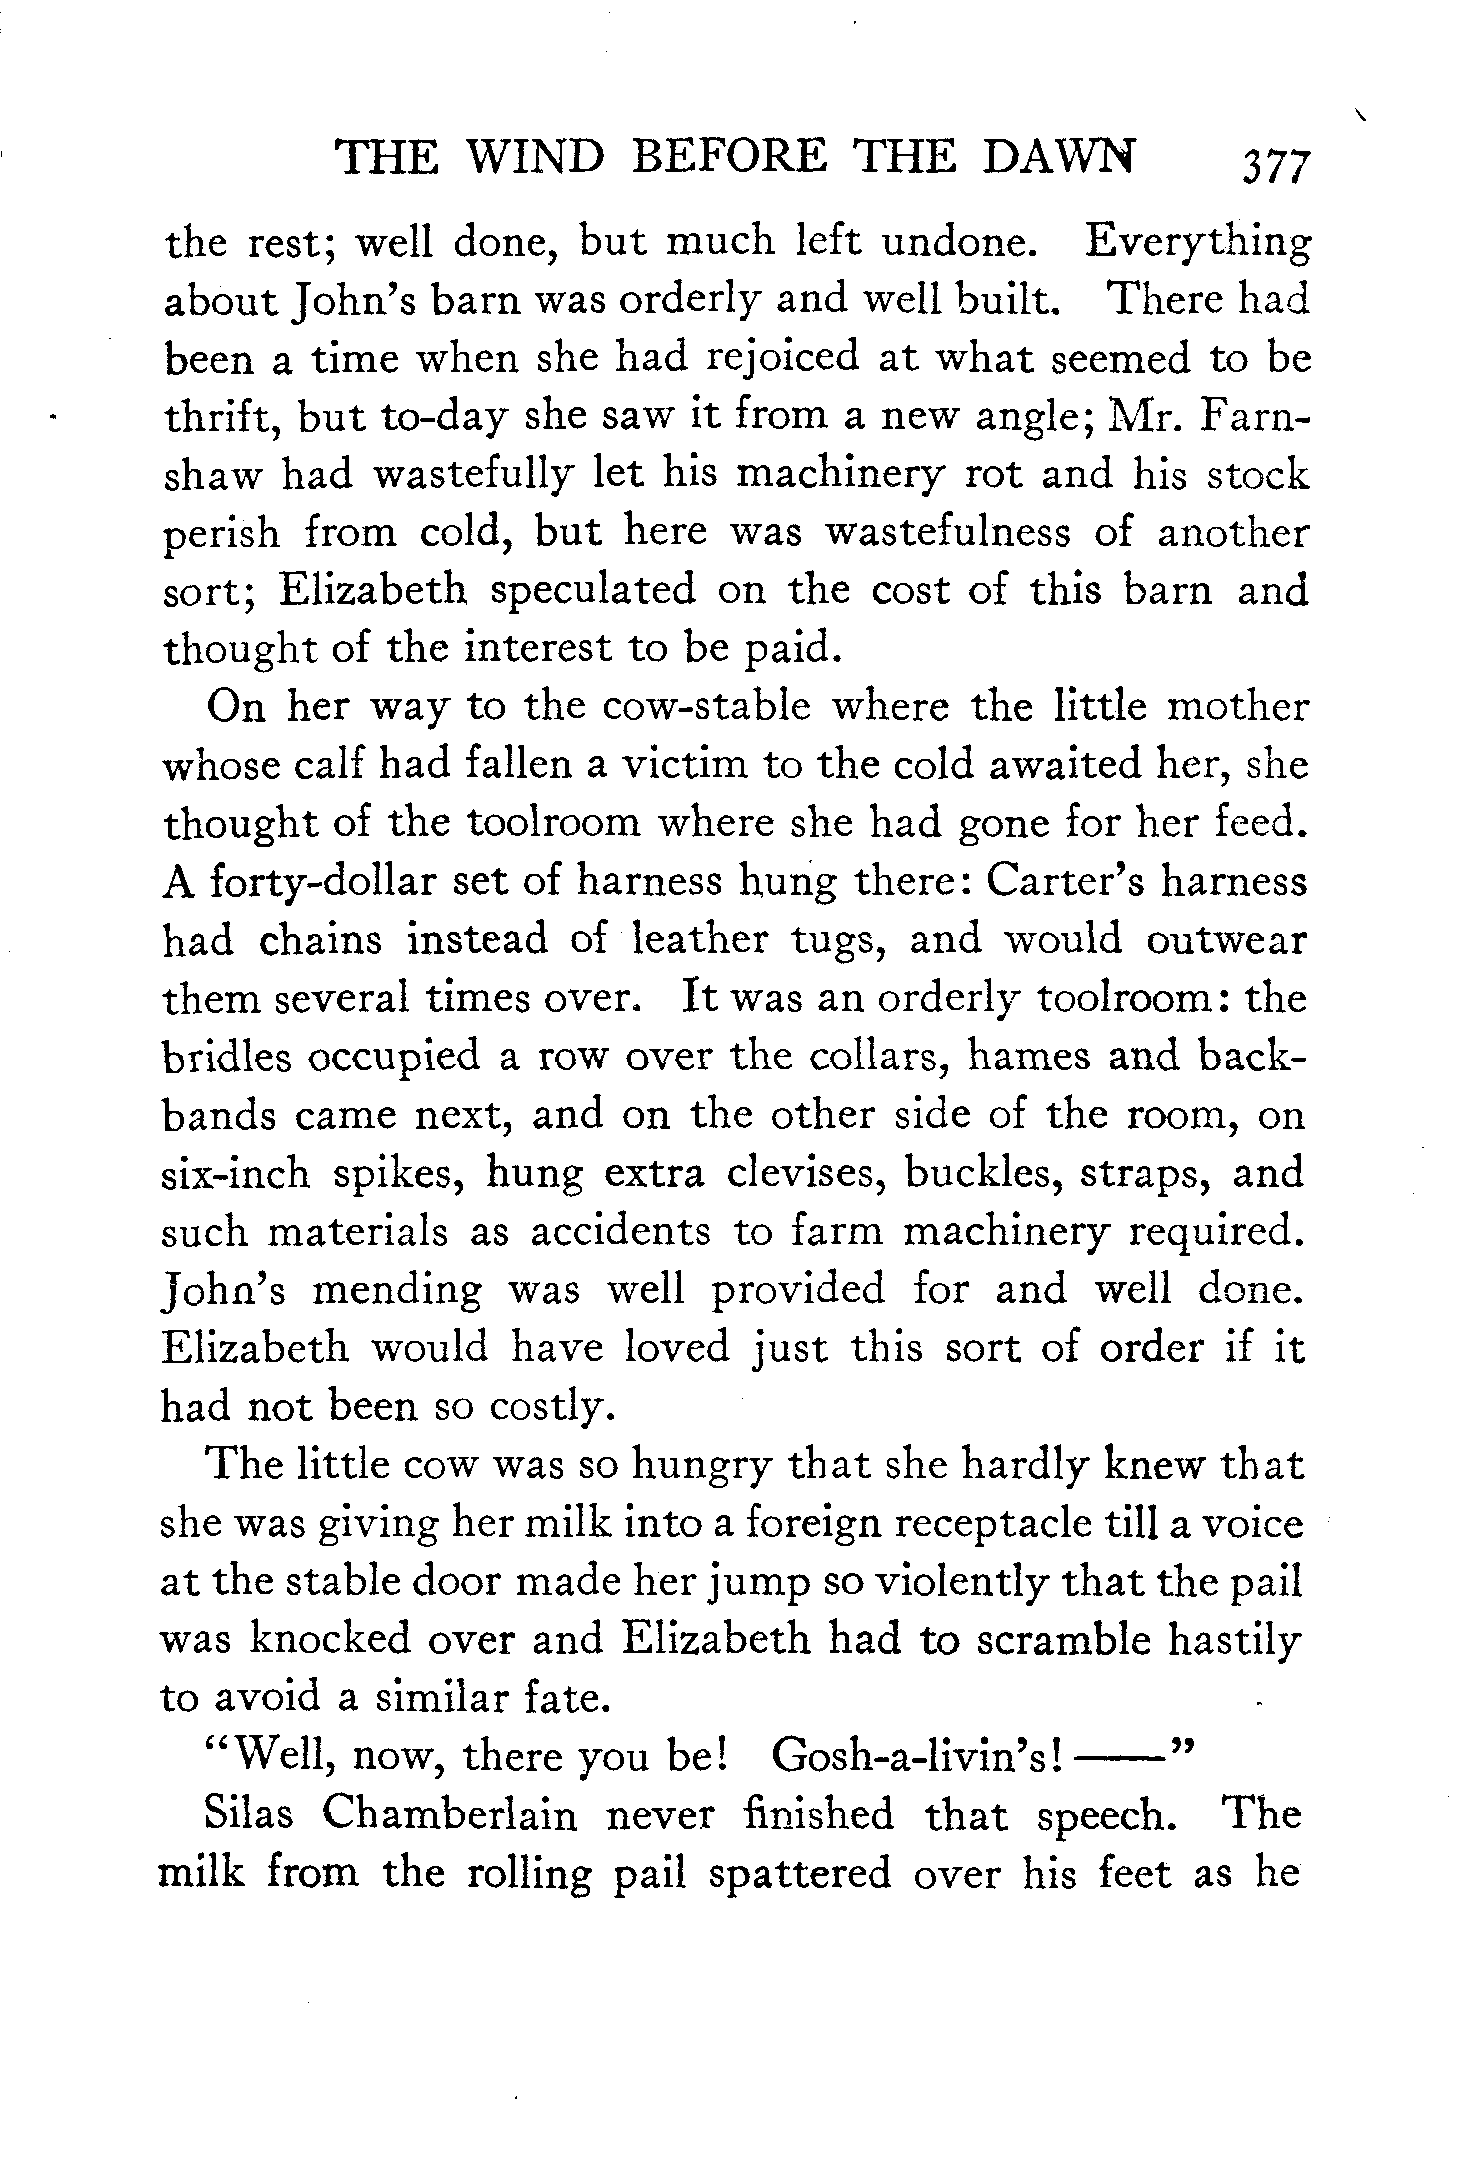 THE WIND BEFORE THE DAWN 377
the rest; well done, but much left undone. Everything
about John's barn was orderly and well built. There had
been a time when she had rejoiced at what seemed to be
thrift, but to-day she saw it from a new angle; Mr. Farn-
shaw had wastefully let his machinery rot and his stock
perish from cold, but here was wastefulness of another
sort; Elizabeth speculated on the cost of this barn and
thought of the interest to be paid.
On her way to the cow-stable where the little mother
whose calf had fallen a victim to the cold awaited her, she
thought of the toolroom where she had gone for her feed.
A forty-dollar set of harness hung there: Carter's harness
had chains instead of leather tugs, and would outwear
them several times over. It was an orderly toolroom: the
bridles occupied a row over the collars, hames and back-
bands came next, and on the other side of the room, on
six-inch spikes, hung extra clevises, buckles, straps, and
such materials as accidents to farm machinery required.
John's mending was well provided for and well done.
Elizabeth would have loved just this sort of order if it
had not been so costly.
The little cow was so hungry that she hardly knew that
she was giving her milk into a foreign receptacle till a voice
at the stable door made her jump so violently that the pail
was knocked over and Elizabeth had to scramble hastily
to avoid a similar fate.
"Well, now, there you be! Gosh-a-livin's! ——"
Silas Chamberlain never finished that speech. The
milk from the rolling pail spattered over his feet as he